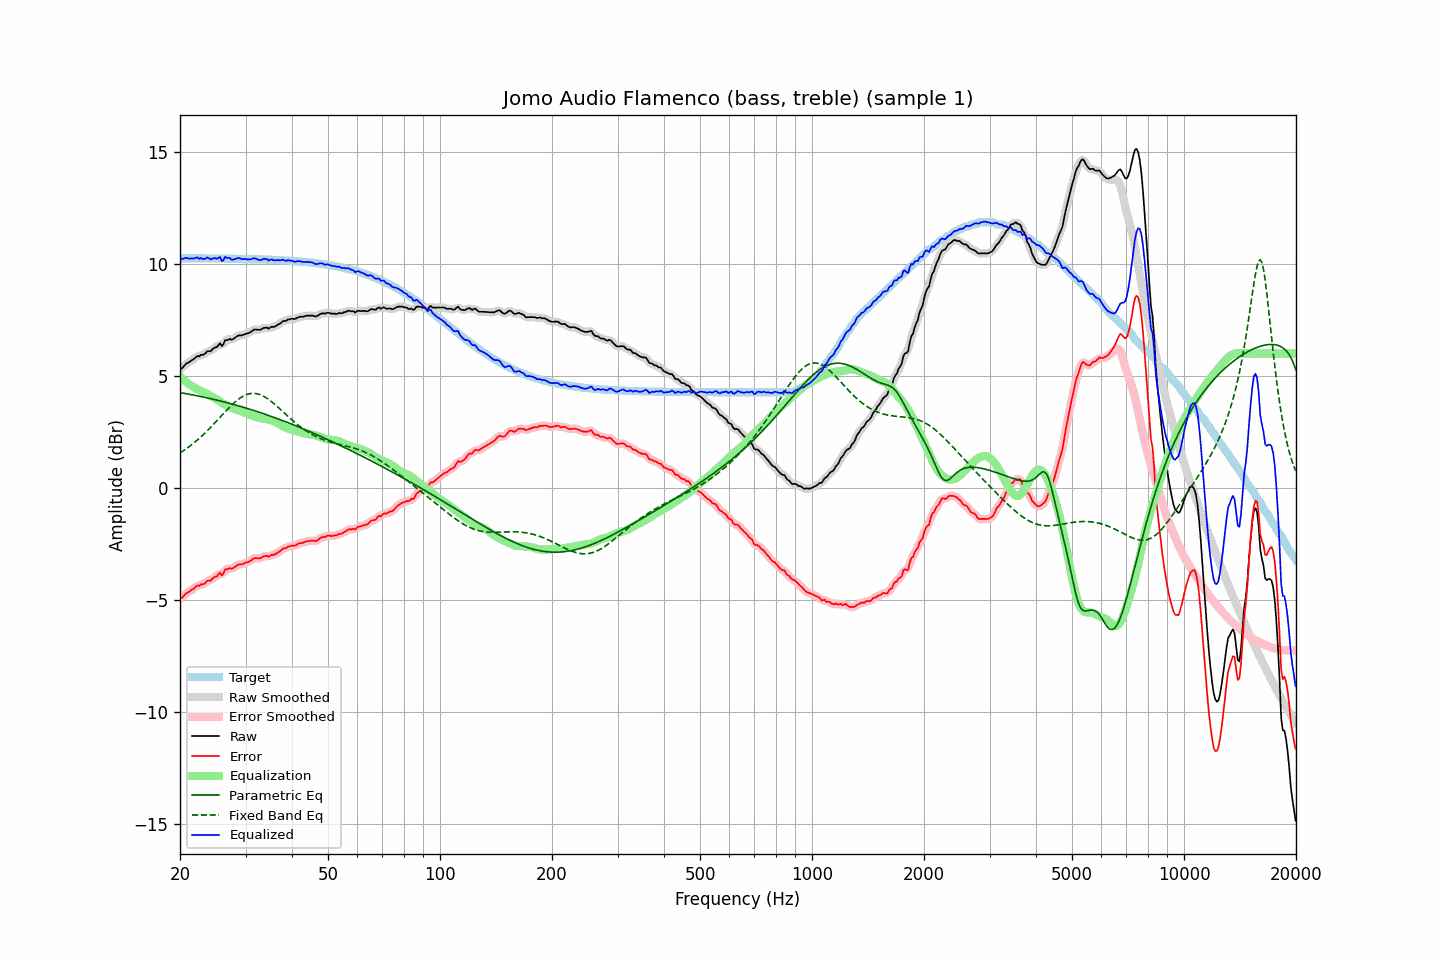 Jomo Audio Flamenco (bass, treble) (sample 1)
15
10
5
0
−5
−10
−15
Amplitude (dBr)
Target
Raw Smoothed
Error Smoothed
Raw
Error
Equalization
Parametric Eq
Fixed Band Eq
Equalized
20 50 100 200 500 1000 2000 5000 10000 20000
Frequency (Hz)